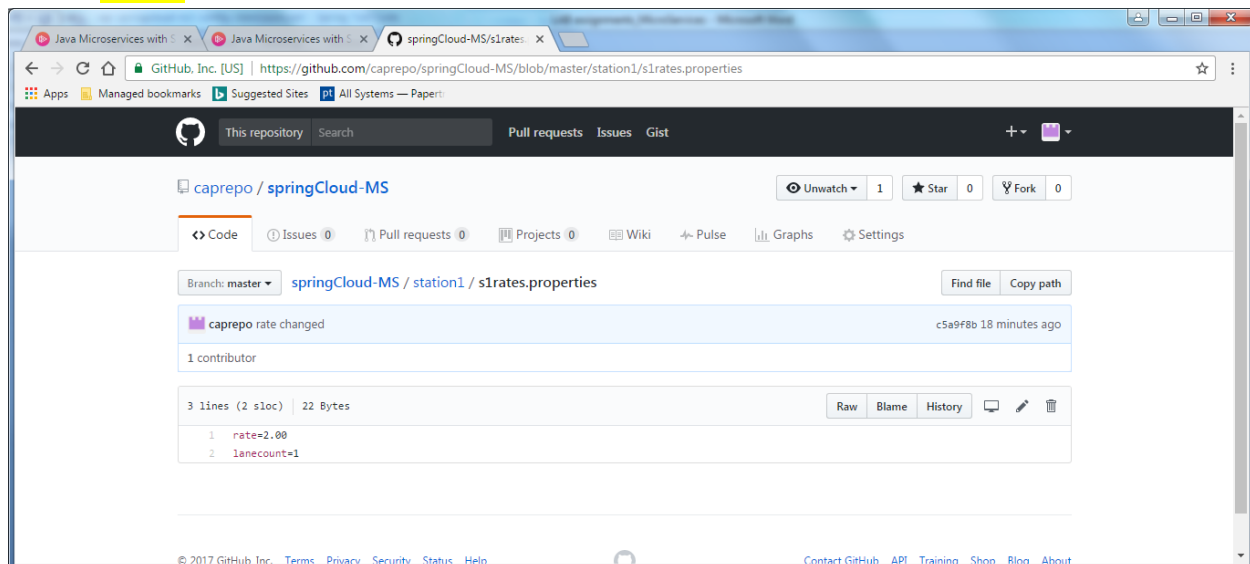 Java Microservices with S
Java Microservices with S
springCloud-MS/s1rates.
GitHub, Inc. [US] | https://github.com/caprepo/springCloud-MS/blob/master/station1/s1rates.properties
Apps Managed bookmarks Suggested Sites pt All Systems — Papert
This repository Search Pull requests Issues Gist
caprepo / springCloud-MS Unwatch 1 Star 0 Fork 0
Code Issues 0 Pull requests 0 Projects 0 Wiki Pulse Graphs Settings
Branch: master springCloud-MS / station1 / s1rates.properties Find file Copy path
caprepo rate changed c5a9f8b 18 minutes ago
1 contributor
3 lines (2 sloc) 22 Bytes Raw Blame History
1 rate=2.00
2 lanecount=1
© 2017 GitHub, Inc. Terms Privacy Security Status Help Contact GitHub API Training Shop Blog About